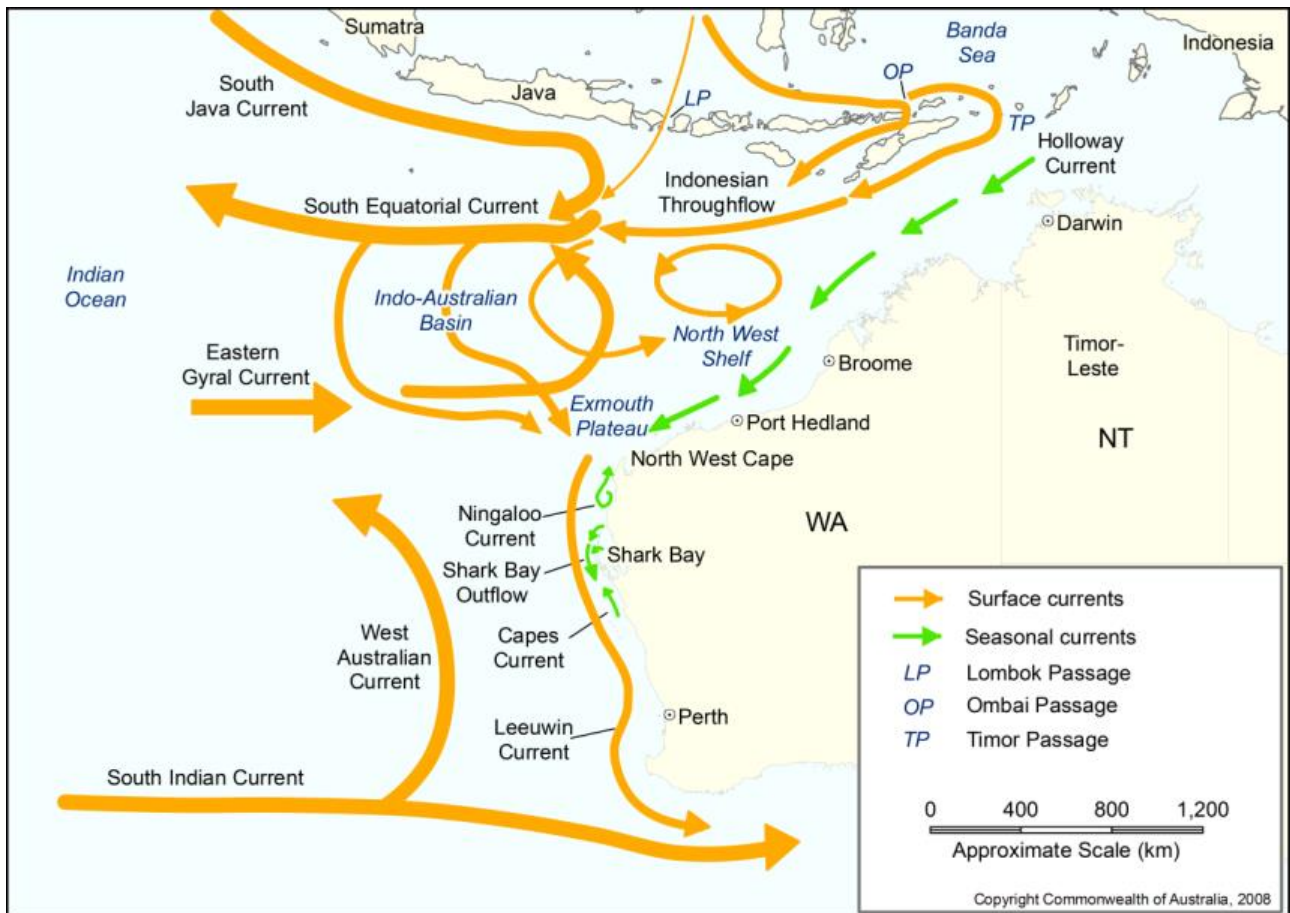 Sumatra
Banda
Sea
Indonesia
South
Java Current
Java
LP
OP
TP
Holloway
Current
Indonesian
Throughflow
South Equatorial Current
Darwin
Indian
Ocean
Indo-Australian
Basin
North West
Shelf
Timor-
Leste
Broome
Eastern
Gyral Current
Exmouth
Plateau
Port Hedland
NT
North West Cape
Ningaloo
Current
WA
Shark Bay
Shark Bay
Outflow
Capes
Current
West
Australian
Current
Perth
Leeuwin
Current
South Indian Current
Surface currents
Seasonal currents
LP Lombok Passage
OP Ombai Passage
TP Timor Passage
0 400 800 1,200
Approximate Scale (km)
Copyright Commonwealth of Australia, 2008